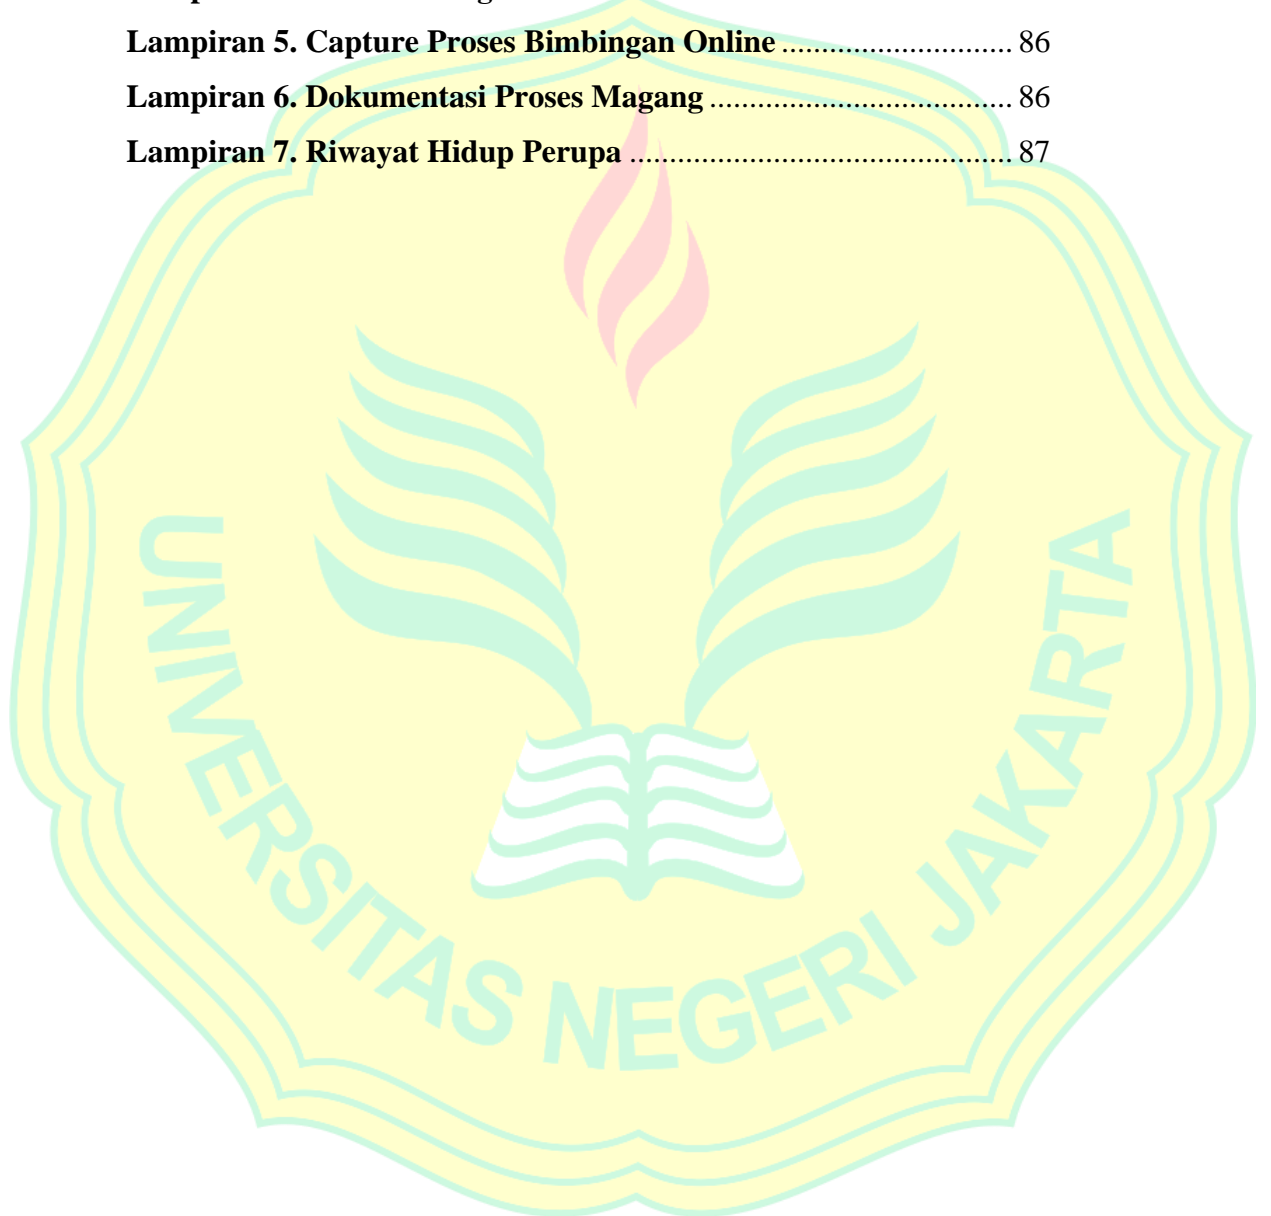 Lampiran 5. Capture Proses Bimbingan Online ............................. 86
Lampiran 6. Dokumentasi Proses Magang ...................................... 86
Lampiran 7. Riwayat Hidup Perupa ................................................ 87
UNIVERSITAS NEGERI JAKARTA